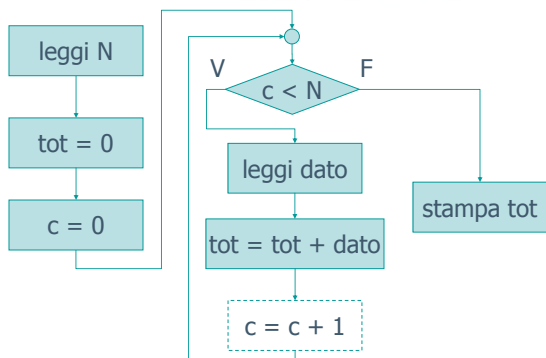 leggi N
tot = 0
c = 0
V
F
c < N
leggi dato
tot = tot + dato
c = c + 1
stampa tot